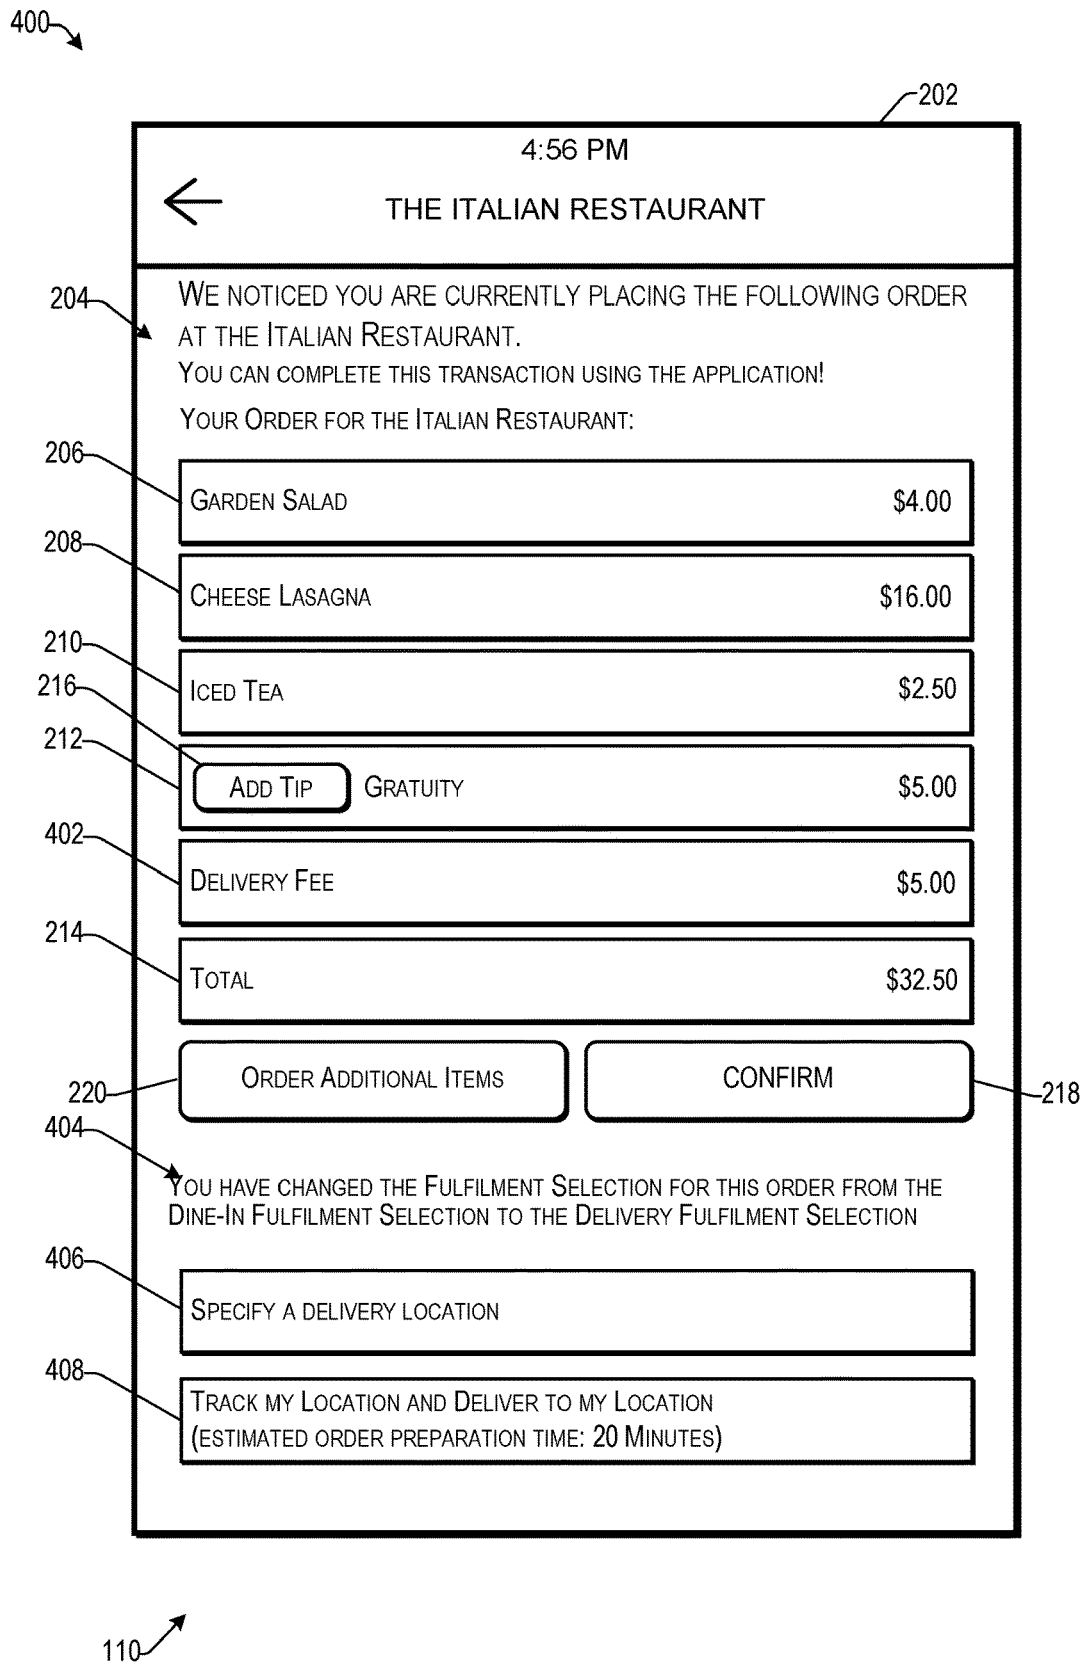 400
202
4:56 PM
THE ITALIAN RESTAURANT
204
WE NOTICED YOU ARE CURRENTLY PLACING THE FOLLOWING ORDER
AT THE ITALIAN RESTAURANT.
YOU CAN COMPLETE THIS TRANSACTION USING THE APPLICATION!
YOUR ORDER FOR THE ITALIAN RESTAURANT:
206
GARDEN SALAD $4.00
208
CHEESE LASAGNA $16.00
210
ICED TEA $2.50
216
212
ADD TIP GRATUITY $5.00
402
DELIVERY FEE $5.00
214
TOTAL $32.50
220
ORDER ADDITIONAL ITEMS CONFIRM
218
404
YOU HAVE CHANGED THE FULFILMENT SELECTION FOR THIS ORDER FROM THE
DINE-IN FULFILMENT SELECTION TO THE DELIVERY FULFILMENT SELECTION
406
SPECIFY A DELIVERY LOCATION
408
TRACK MY LOCATION AND DELIVER TO MY LOCATION
(ESTIMATED ORDER PREPARATION TIME: 20 MINUTES)
110